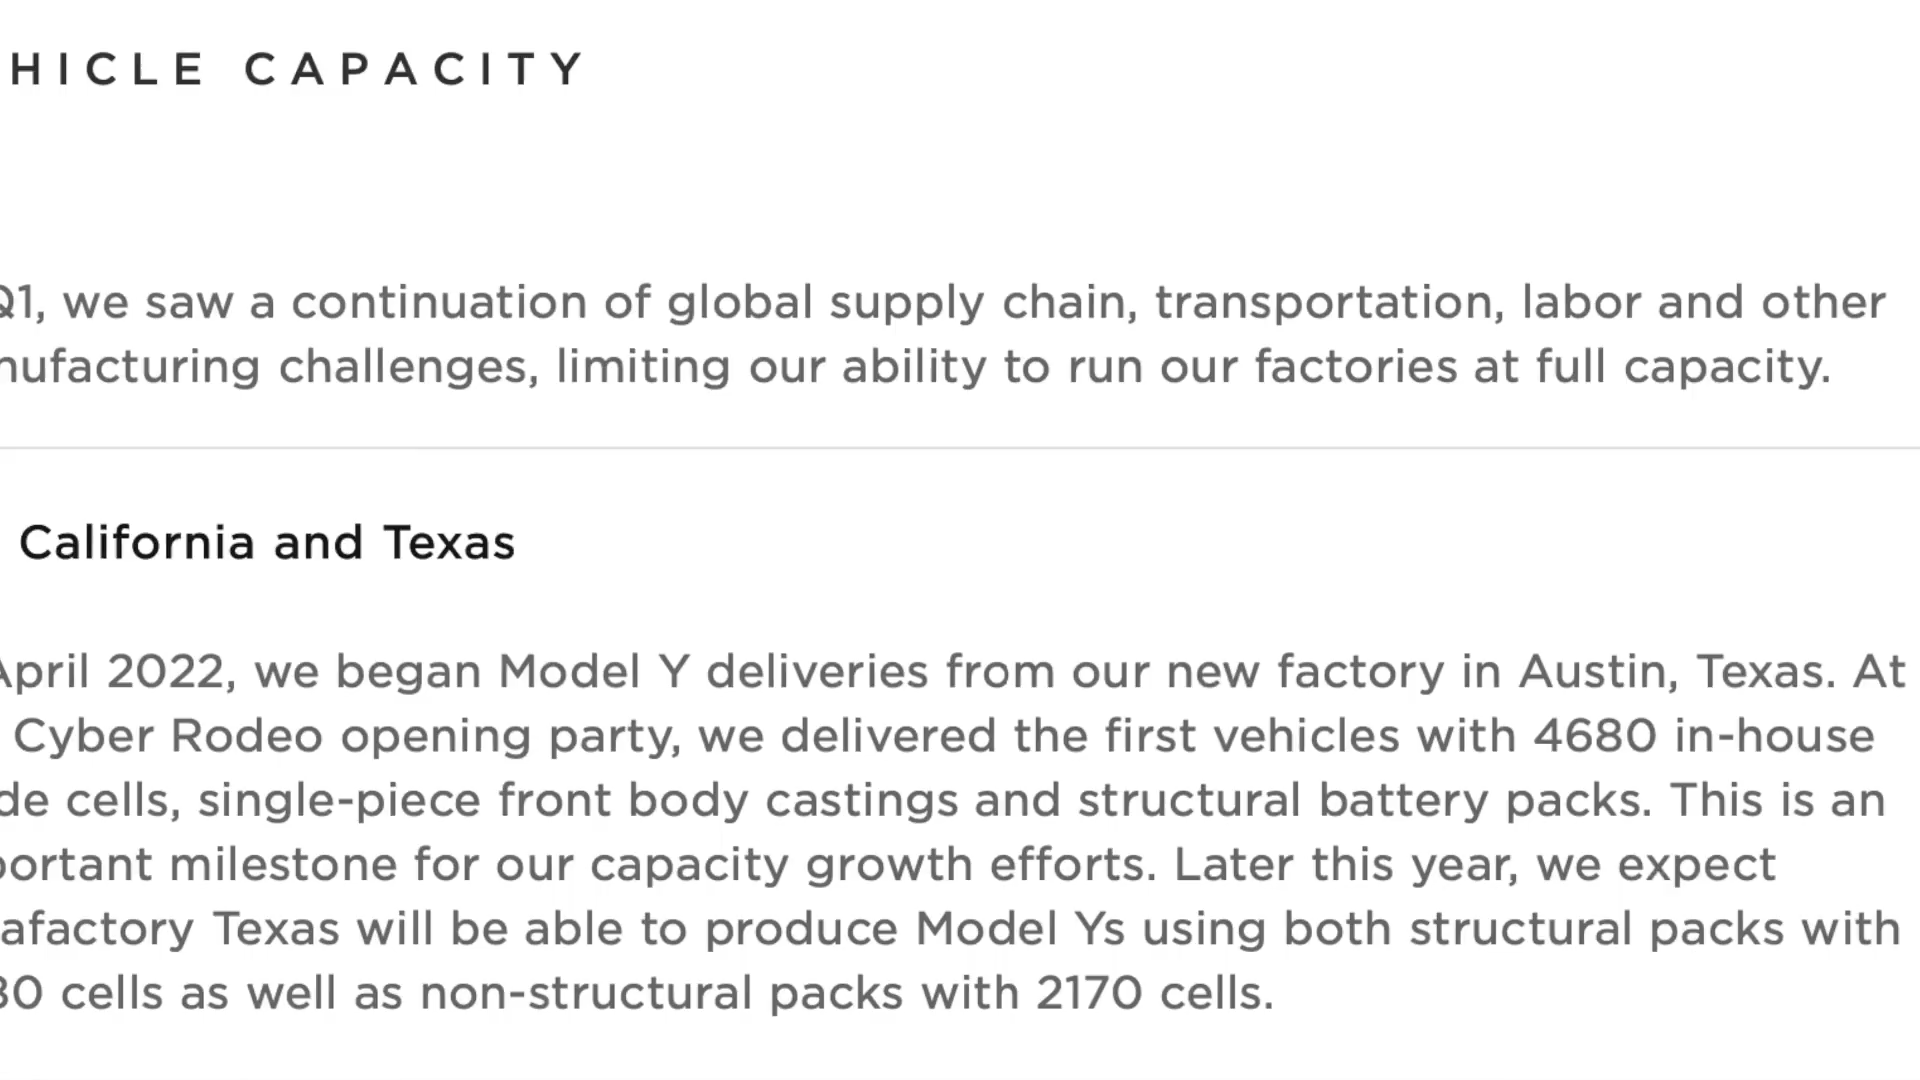 HICLE CAPACITY
Q1, we saw a continuation of global supply chain, transportation, labor and other
nufacturing challenges, limiting our ability to run our factories at full capacity.
California and Texas
April 2022, we began Model Y deliveries from our new factory in Austin, Texas. At
Cyber Rodeo opening party, we delivered the first vehicles with 4680 in-house
de cells, single-piece front body castings and structural battery packs. This is an
portant milestone for our capacity growth efforts. Later this year, we expect
afactory Texas will be able to produce Model Ys using both structural packs with
80 cells as well as non-structural packs with 2170 cells.